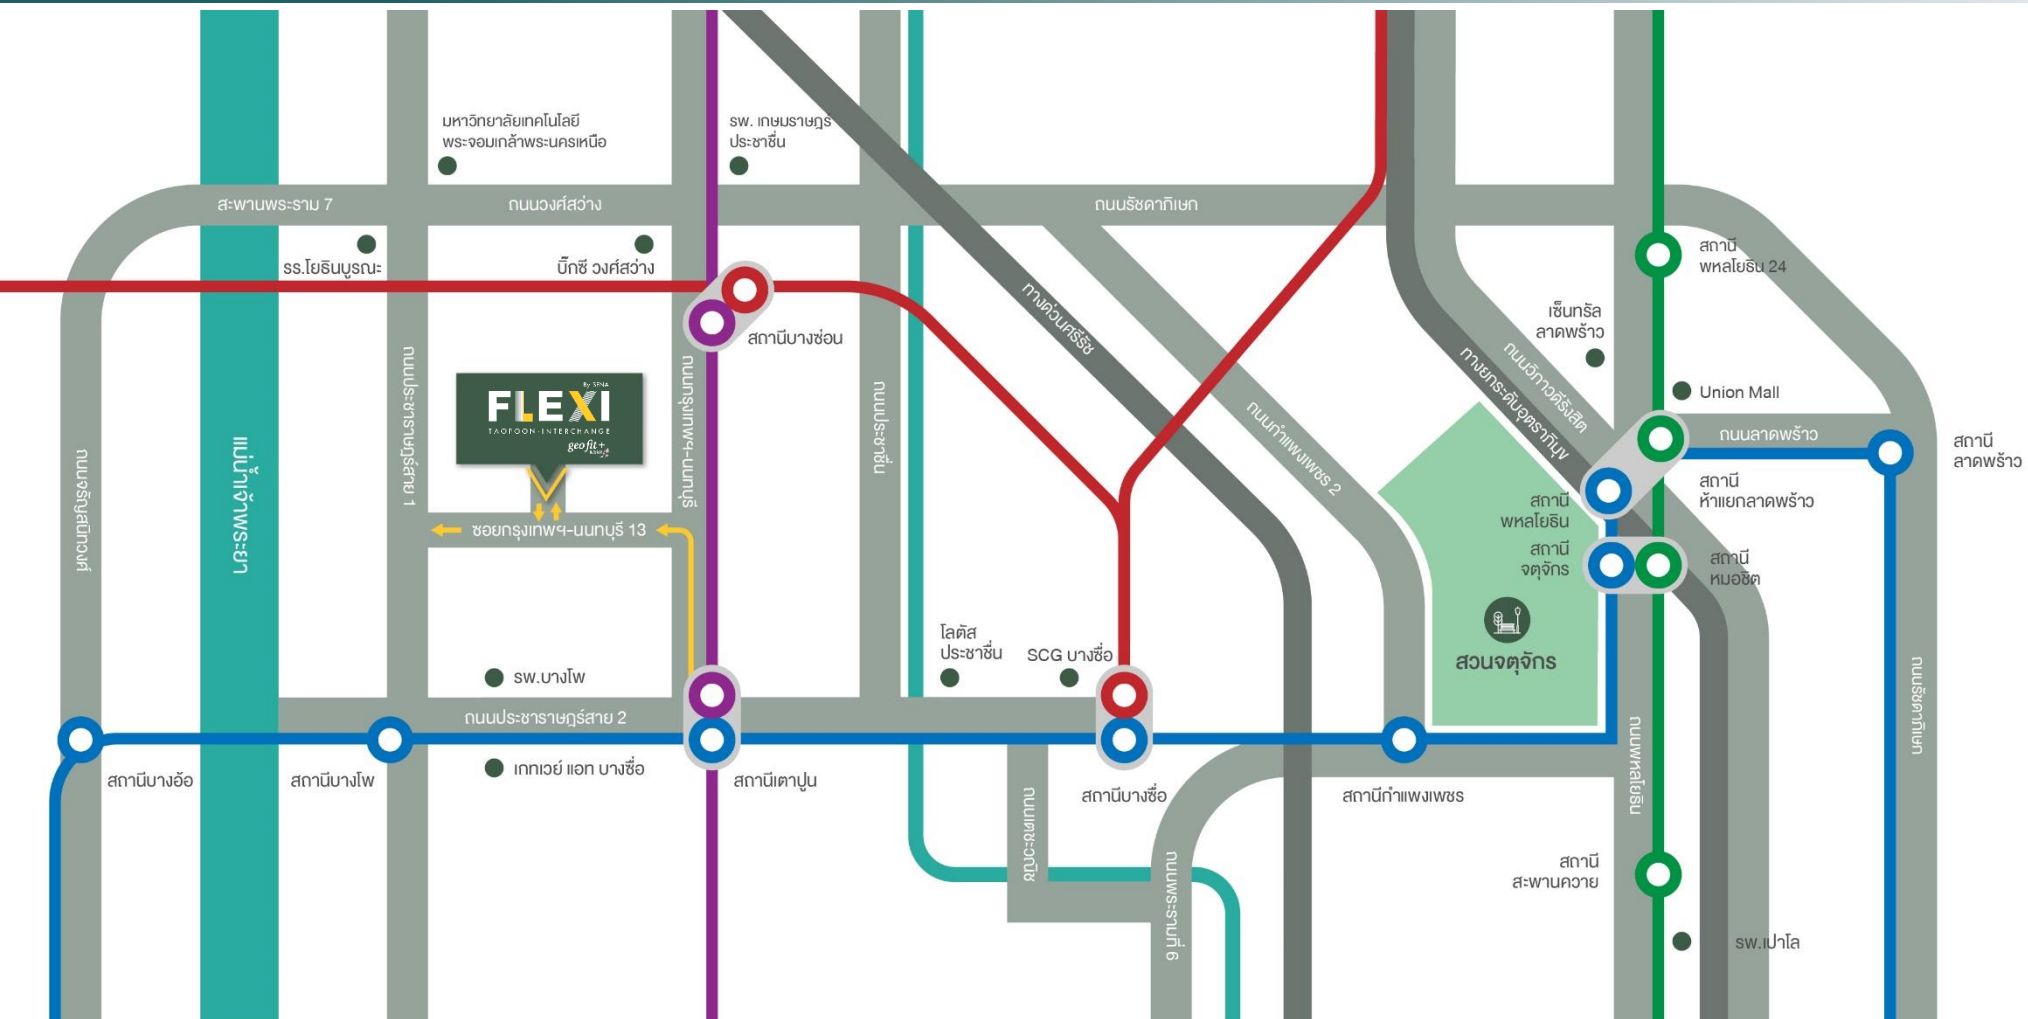 มหาวิทยาลัยเทคโนโลยี
พระจอมเกล้าพระนครเหนือ
รพ. เกษมราษฎร์
ประชาชื่น
สะพานพระราม 7
ถนนวงศ์สว่าง
ถนนรัชดาภิเษก
รร.โยธินบูรณะ
บิ๊กซี วงศ์สว่าง
สถานี
พหลโยธิน 24
สถานีบางซ่อน
ทางด่วนศรีรัช
เซ็นทรัล
ลาดพร้าว
ถนนวิภาวดีรังสิต
ทางยกระดับอุตราภิมุข
Union Mall
ถนนลาดพร้าว
สถานี
ลาดพร้าว
By SENA
FLEXI
TAOPOON-INTERCHANGE
geofit+
ถนนประชาราษฎร์สาย 1
ถนนกรุงเทพฯ-นนทบุรี
ถนนประชาชื่น
ถนนกำแพงเพชร 2
ถนนจรัญสนิทวงศ์
แม่น้ำเจ้าพระยา
สถานี
ห้าแยกลาดพร้าว
สถานี
พหลโยธิน
สถานี
จตุจักร
สถานี
หมอชิต
ซอยกรุงเทพฯ-นนทบุรี 13
โลตัส
ประชาชื่น
SCG บางซื่อ
สวนจตุจักร
รพ.บางโพ
ถนนประชาราษฎร์สาย 2
ถนนรัชดาภิเษก
ถนนพหลโยธิน
เกทเวย์ แอท บางซื่อ
สถานีบางอ้อ
สถานีบางโพ
สถานีเตาปูน
สถานีบางซื่อ
สถานีกำแพงเพชร
ถนนเตชะวณิช
ถนนพระรามที่ 6
สถานี
สะพานควาย
รพ.เปาโล